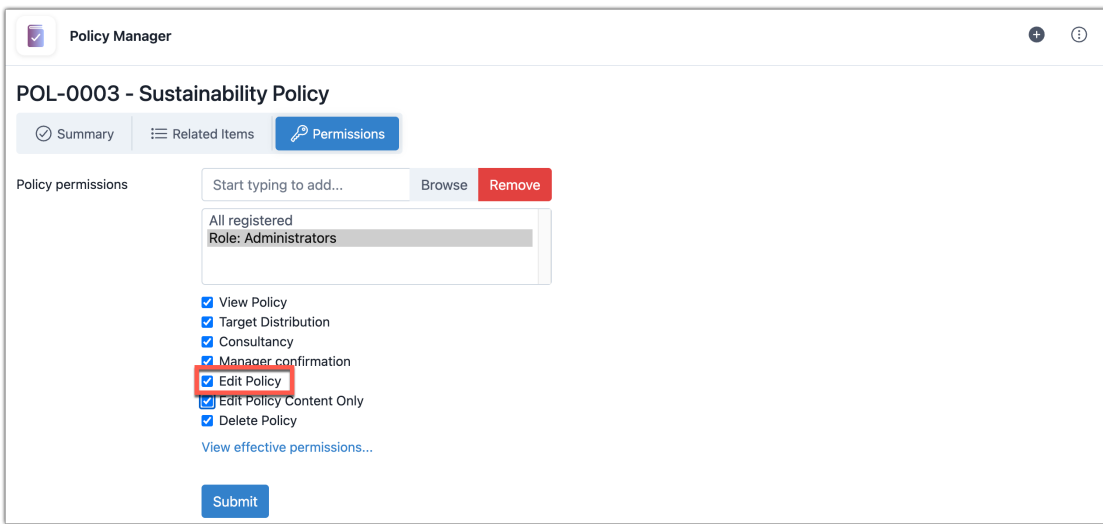 Policy Manager
POL-0003 - Sustainability Policy
Summary
Related Items
Permissions
Policy permissions
Start typing to add...
Browse
Remove
All registered
Role: Administrators
View Policy
Target Distribution
Consultancy
Manager confirmation
Edit Policy
Edit Policy Content Only
Delete Policy
View effective permissions...
Submit